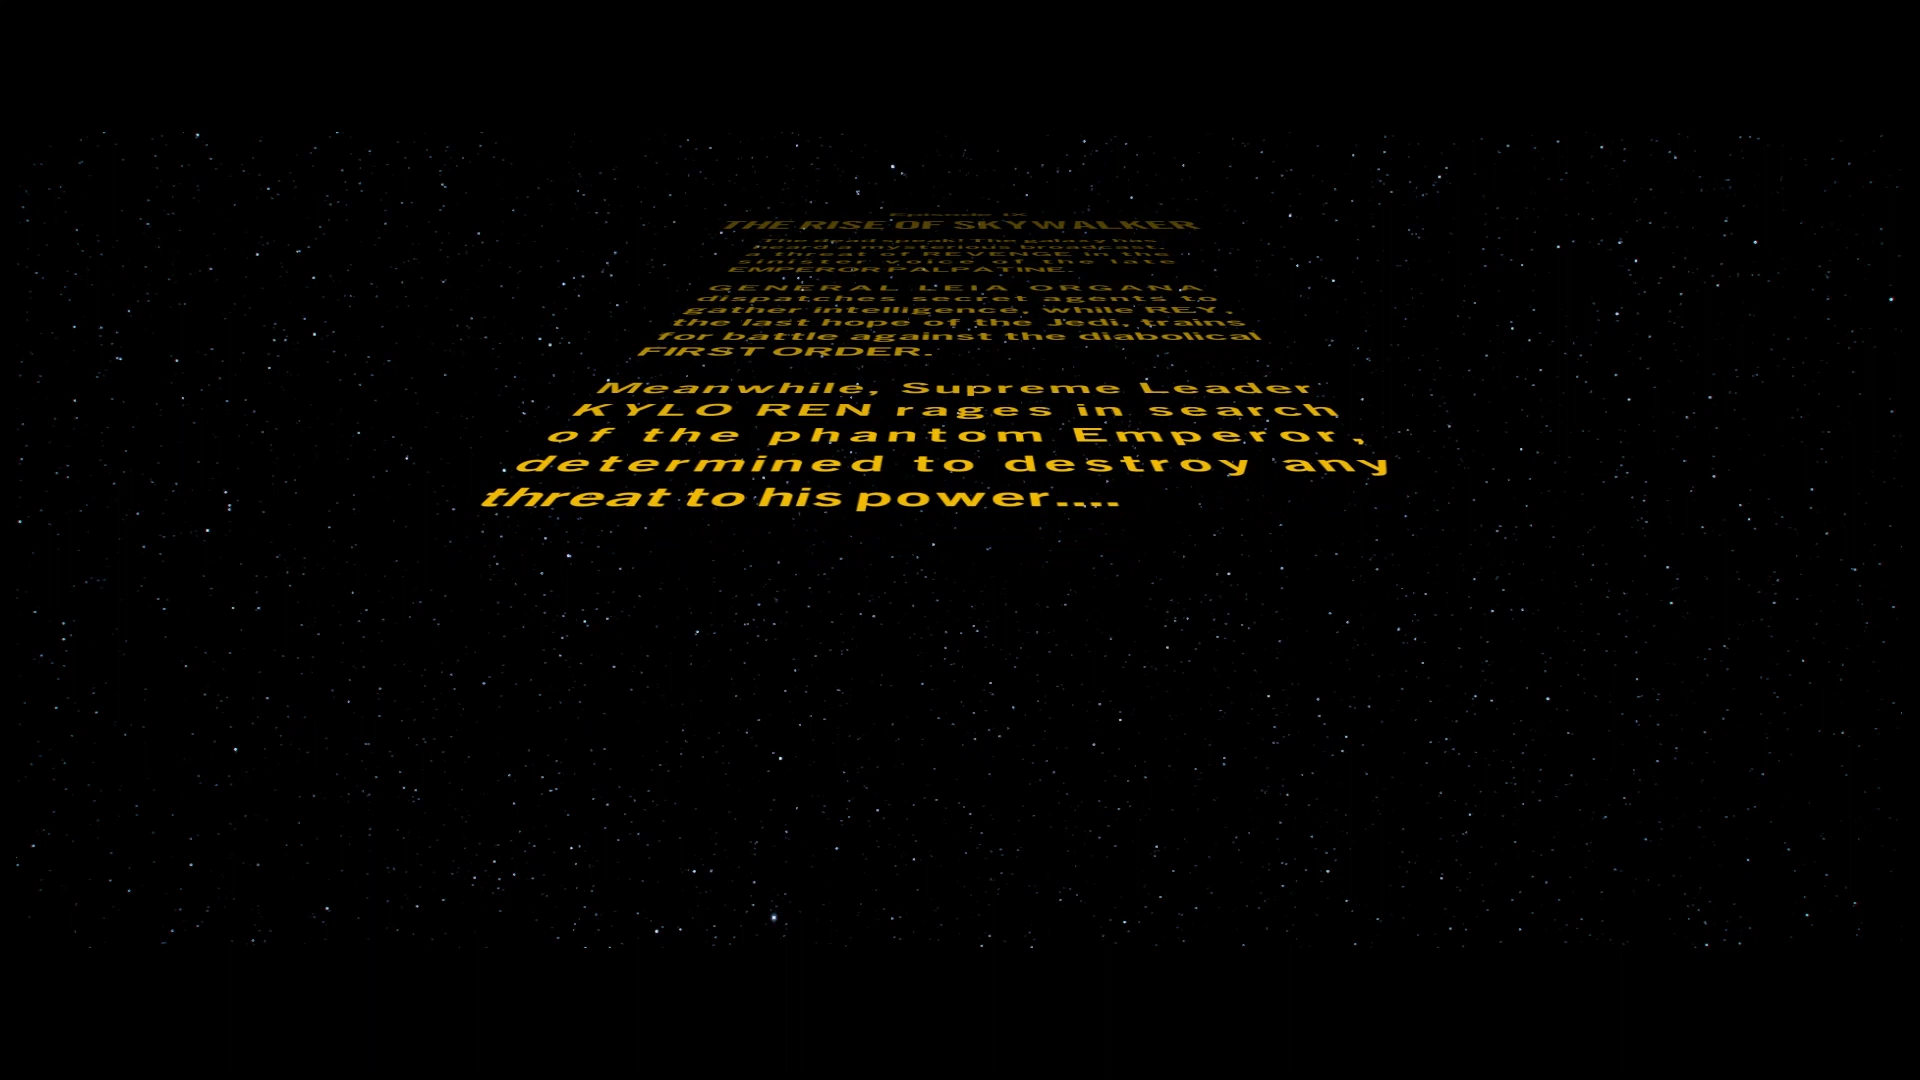 Episode IX
THE RISE OF SKYWALKER
The dead speak! The galaxy has
heard a mysterious broadcast,
a threat of REVENGE in the
sinister voice of the late
EMPEROR PALPATINE.
GENERAL LEIA ORGANA
dispatches secret agents to
gather intelligence, while REY,
the last hope of the Jedi, trains
for battle against the diabolical
FIRST ORDER.
Meanwhile, Supreme Leader
KYLO REN rages in search
of the phantom Emperor,
determined to destroy any
threat to his power....